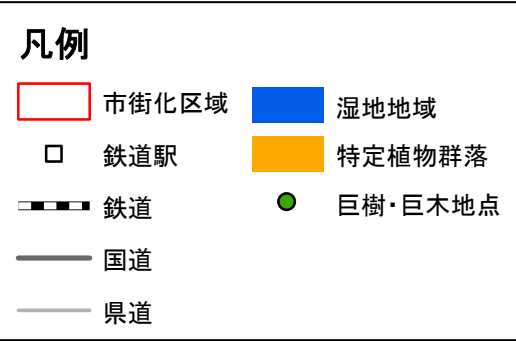 凡例
市街化区域
鉄道駅
鉄道
国道
県道
湿地地域
特定植物群落
巨樹・巨木地点